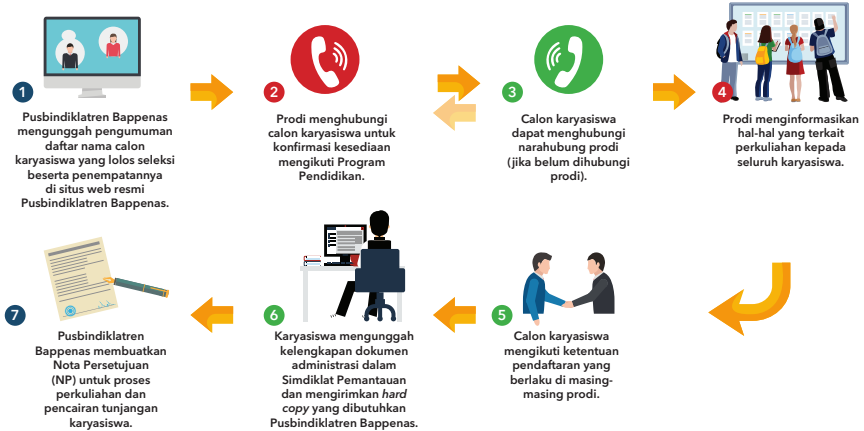 1
Pusbindiklatren Bappenas
mengunggah pengumuman
daftar nama calon
karyasiswa yang lolos seleksi
beserta penempatannya
di situs web resmi
Pusbindiklatren Bappenas.
2
Prodi menghubungi
calon karyasiswa untuk
konfirmasi kesediaan
mengikuti Program
Pendidikan.
3
Calon karyasiswa
dapat menghubungi
narahubung prodi
(jika belum dihubungi
prodi).
4
Prodi menginformasikan
hal-hal yang terkait
perkuliahan kepada
seluruh karyasiswa.
5
Calon karyasiswa
mengikuti ketentuan
pendaftaran yang
berlaku di masing-
masing prodi.
6
Karyasiswa mengunggah
kelengkapan dokumen
administrasi dalam
Simdiklat Pemantauan
dan mengirimkan hard
copy yang dibutuhkan
Pusbindiklatren Bappenas.
7
Pusbindiklatren
Bappenas membuatkan
Nota Persetujuan
(NP) untuk proses
perkuliahan dan
pencairan tunjangan
karyasiswa.